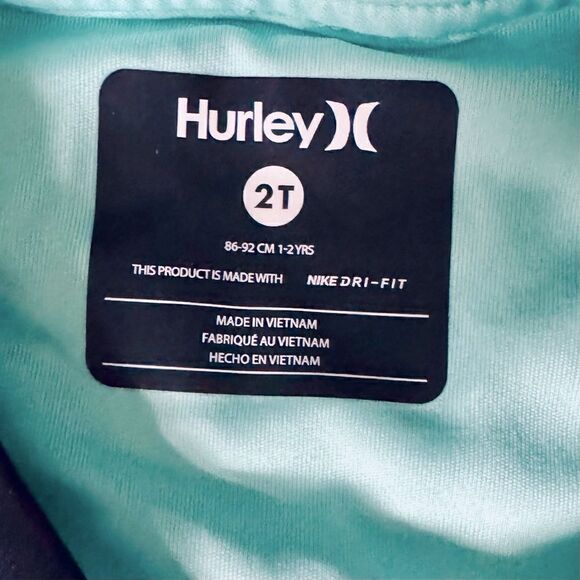 Hurley
2T
86-92 CM 1-2 YRS
THIS PRODUCT IS MADE WITH NIKE DRI-FIT
MADE IN VIETNAM
FABRIQUÉ AU VIETNAM
HECHO EN VIETNAM